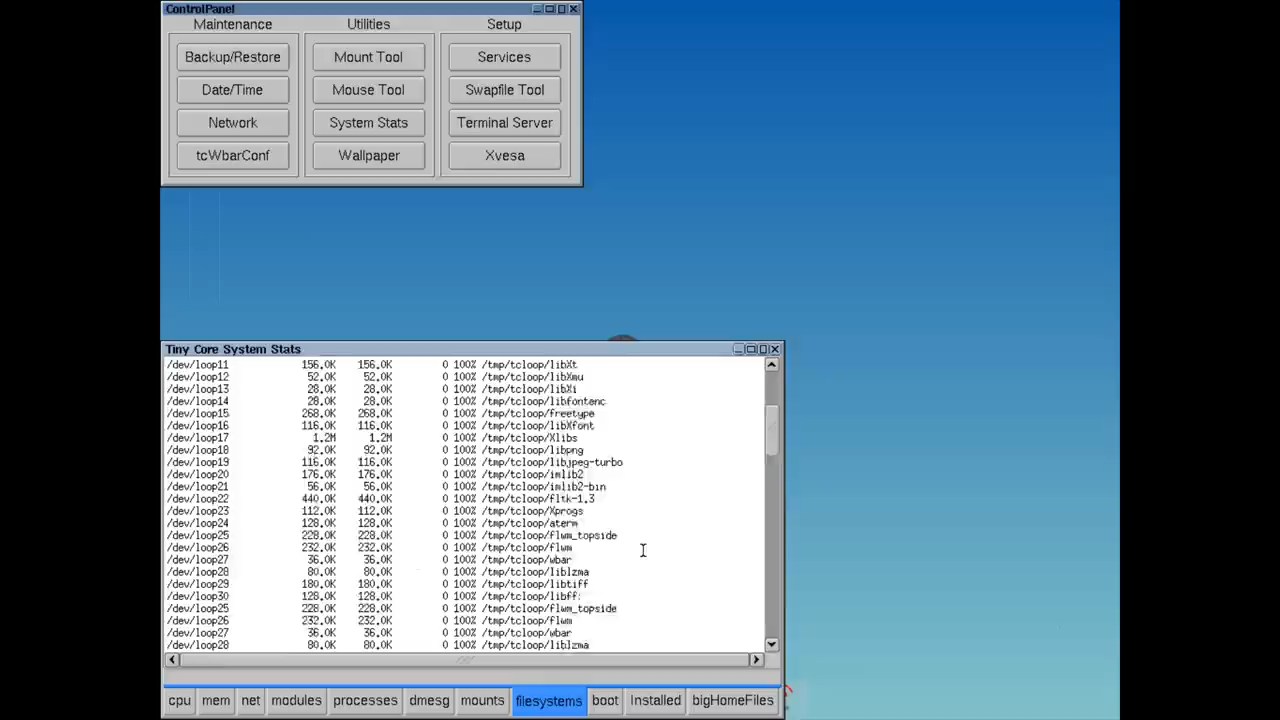 ControlPanel
Maintenance Utilities Setup
Backup/Restore Mount Tool Services
Date/Time Mouse Tool Swapfile Tool
Network System Stats Terminal Server
tcWbarConf Wallpaper Xvesa
Tiny Core System Stats
/dev/loop11 156.0K 156.0K 0 100% /tmp/tcloop/libXt
/dev/loop12 52.0K 52.0K 0 100% /tmp/tcloop/libXmu
/dev/loop13 28.0K 28.0K 0 100% /tmp/tcloop/libXi
/dev/loop14 28.0K 28.0K 0 100% /tmp/tcloop/libfontenc
/dev/loop15 268.0K 268.0K 0 100% /tmp/tcloop/freetype
/dev/loop16 116.0K 116.0K 0 100% /tmp/tcloop/libXfont
/dev/loop17 1.2M 1.2M 0 100% /tmp/tcloop/Xlibs
/dev/loop18 92.0K 92.0K 0 100% /tmp/tcloop/libpng
/dev/loop19 116.0K 116.0K 0 100% /tmp/tcloop/libjpeg-turbo
/dev/loop20 176.0K 176.0K 0 100% /tmp/tcloop/imlib2
/dev/loop21 56.0K 56.0K 0 100% /tmp/tcloop/imlib2-bin
/dev/loop22 440.0K 440.0K 0 100% /tmp/tcloop/fltk-1.3
/dev/loop23 112.0K 112.0K 0 100% /tmp/tcloop/Xprogs
/dev/loop24 128.0K 128.0K 0 100% /tmp/tcloop/aterm
/dev/loop25 228.0K 228.0K 0 100% /tmp/tcloop/flwm_topside
/dev/loop26 232.0K 232.0K 0 100% /tmp/tcloop/flwm
/dev/loop27 36.0K 36.0K 0 100% /tmp/tcloop/wbar
/dev/loop28 80.0K 80.0K 0 100% /tmp/tcloop/liblzma
/dev/loop29 180.0K 180.0K 0 100% /tmp/tcloop/libtiff
/dev/loop30 128.0K 128.0K 0 100% /tmp/tcloop/libff
/dev/loop25 228.0K 228.0K 0 100% /tmp/tcloop/flwm_topside
/dev/loop26 232.0K 232.0K 0 100% /tmp/tcloop/flwm
/dev/loop27 36.0K 36.0K 0 100% /tmp/tcloop/wbar
/dev/loop28 80.0K 80.0K 0 100% /tmp/tcloop/liblzma
cpu mem net modules processes dmesg mounts filesystems boot Installed bigHomeFiles